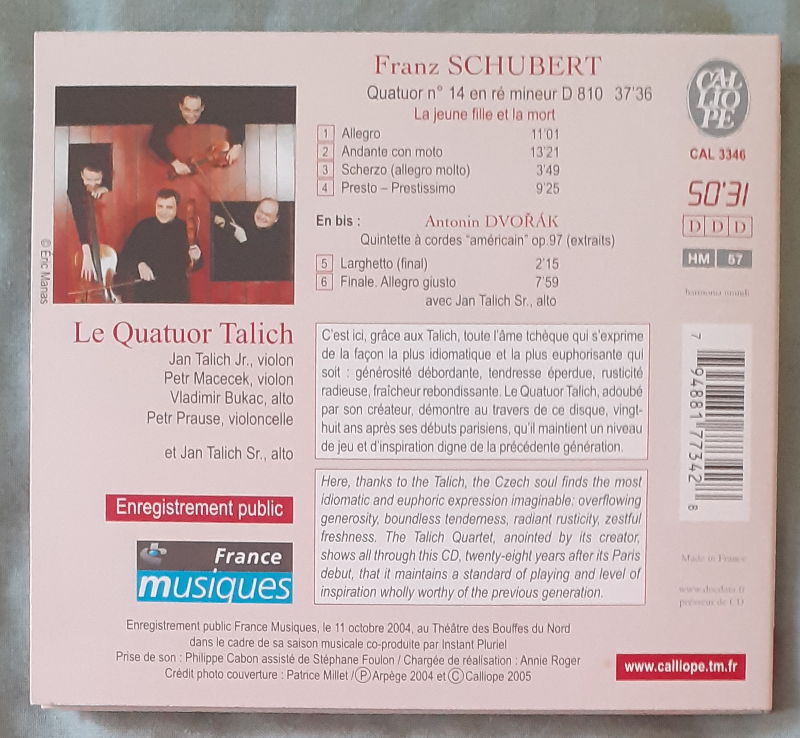 Franz SCHUBERT
Quatuor n° 14 en ré mineur D 810 37'36
La jeune fille et la mort
1 Allegro 11'01
2 Andante con moto 13'21
3 Scherzo (allegro molto) 3'49
4 Presto – Prestissimo 9'25
En bis : Antonin DVOŘÁK
Quintette à cordes "américain" op.97 (extraits)
5 Larghetto (final) 2'15
6 Finale. Allegro giusto 7'59
avec Jan Talich Sr., alto
CAL
LIO
PE
CAL 3346
50'31
D D D
HM 57
harmonia mundi
© Éric Manas
Le Quatuor Talich
Jan Talich Jr., violon
Petr Macecek, violon
Vladimir Bukac, alto
Petr Prause, violoncelle
et Jan Talich Sr., alto
Enregistrement public
France
musiques
C'est ici, grâce aux Talich, toute l'âme tchèque qui s'exprime
de la façon la plus idiomatique et la plus euphorisante qui
soit : générosité débordante, tendresse éperdue, rusticité
radieuse, fraîcheur rebondissante. Le Quatuor Talich, adoubé
par son créateur, démontre au travers de ce disque, vingt-
huit ans après ses débuts parisiens, qu'il maintient un niveau
de jeu et d'inspiration digne de la précédente génération.
Here, thanks to the Talich, the Czech soul finds the most
idiomatic and euphoric expression imaginable: overflowing
generosity, boundless tenderness, radiant rusticity, zestful
freshness. The Talich Quartet, anointed by its creator,
shows all through this CD, twenty-eight years after its Paris
debut, that it maintains a standard of playing and level of
inspiration wholly worthy of the previous generation.
7 94881 77342 8
Made in France
www.docdata.fr
presseur de CD
Enregistrement public France Musiques, le 11 octobre 2004, au Théâtre des Bouffes du Nord
dans le cadre de sa saison musicale co-produite par Instant Pluriel
Prise de son : Philippe Cabon assisté de Stéphane Foulon / Chargée de réalisation : Annie Roger
Crédit photo couverture : Patrice Millet / Ⓟ Arpège 2004 et © Calliope 2005
www.calliope.tm.fr